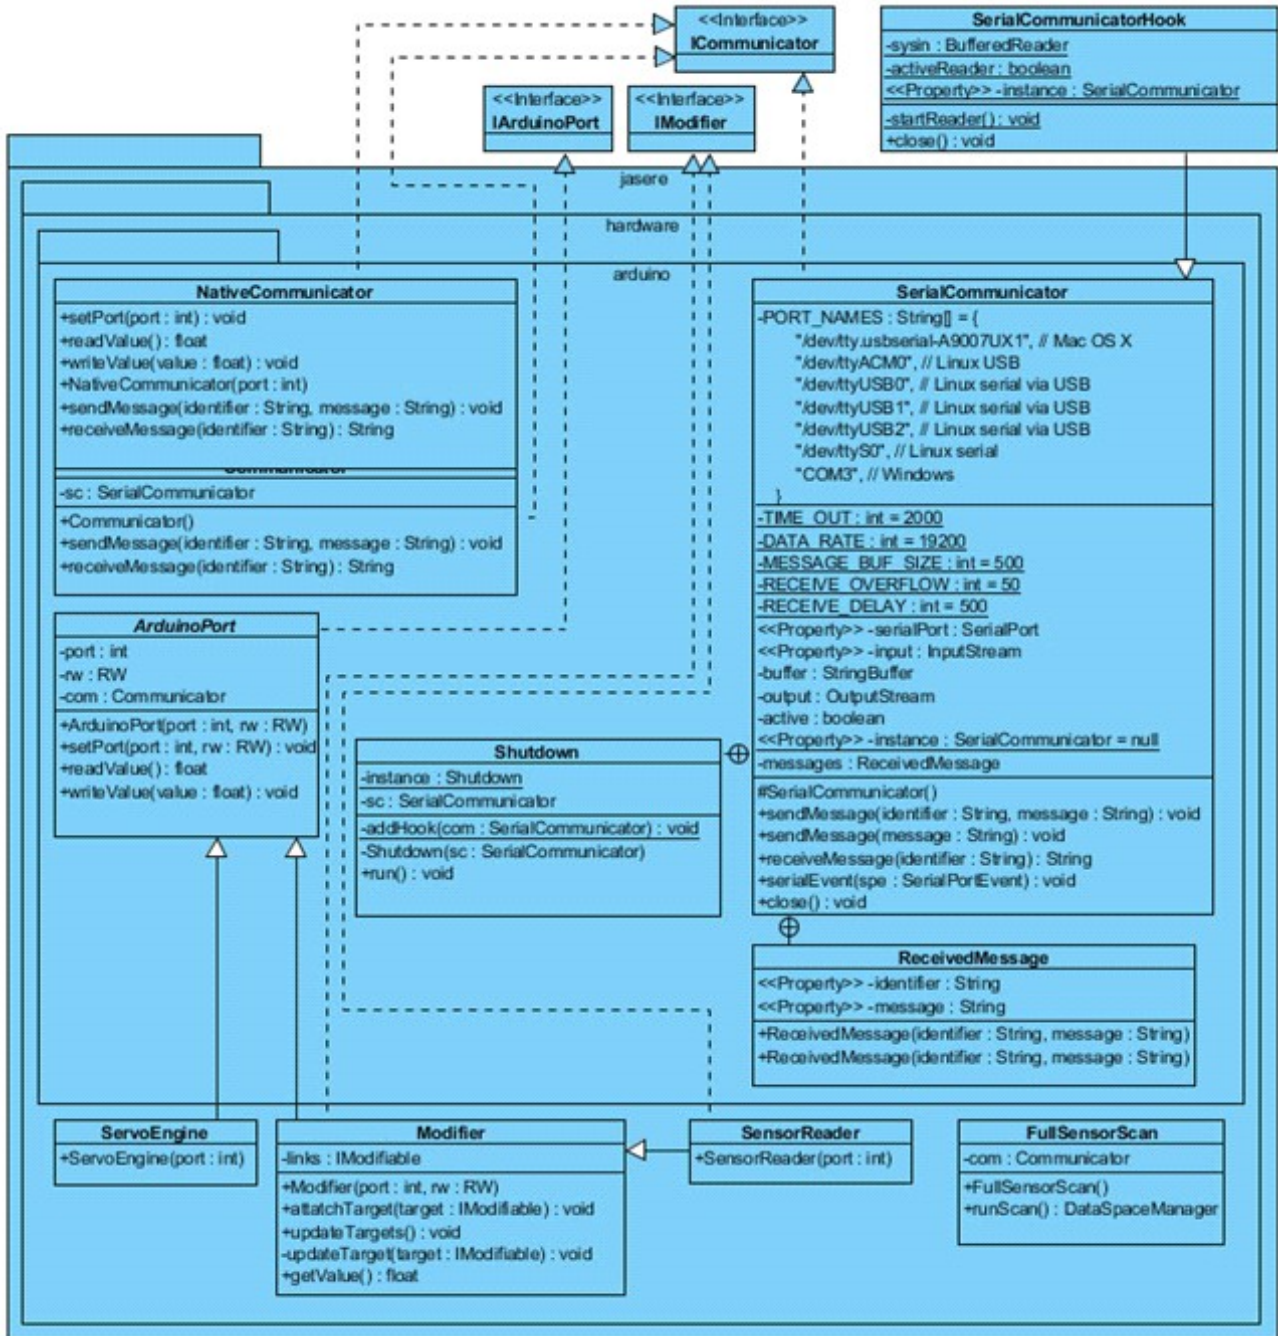 <<Interface>>
ICommunicator
SerialCommunicatorHook
-sysin : BufferedReader
-activeReader : boolean
<<Property>> -instance : SerialCommunicator
-startReader() : void
+close() : void
<<Interface>>
IArduinoPort
<<Interface>>
IModifier
jasere
hardware
arduino
NativeCommunicator
+setPort(port : int) : void
+readValue() : float
+writeValue(value : float) : void
+NativeCommunicator(port : int)
+sendMessage(identifier : String, message : String) : void
+receiveMessage(identifier : String) : String
Communicator
-sc : SerialCommunicator
+Communicator()
+sendMessage(identifier : String, message : String) : void
+receiveMessage(identifier : String) : String
ArduinoPort
-port : int
-rw : RW
-com : Communicator
+ArduinoPort(port : int, rw : RW)
+setPort(port : int, rw : RW) : void
+readValue() : float
+writeValue(value : float) : void
Shutdown
-instance : Shutdown
-sc : SerialCommunicator
-addHook(com : SerialCommunicator) : void
-Shutdown(sc : SerialCommunicator)
+run() : void
SerialCommunicator
-PORT_NAMES : String[] = {
"/dev/tty.usbserial-A9007UX1", // Mac OS X
"/dev/ttyACM0", // Linux USB
"/dev/ttyUSB0", // Linux serial via USB
"/dev/ttyUSB1", // Linux serial via USB
"/dev/ttyUSB2", // Linux serial via USB
"/dev/ttyS0", // Linux serial
"COM3", // Windows
}
-TIME_OUT : int = 2000
-DATA_RATE : int = 19200
-MESSAGE_BUF_SIZE : int = 500
-RECEIVE_OVERFLOW : int = 50
-RECEIVE_DELAY : int = 500
<<Property>> -serialPort : SerialPort
<<Property>> -input : InputStream
-buffer : StringBuffer
-output : OutputStream
-active : boolean
<<Property>> -instance : SerialCommunicator = null
-messages : ReceivedMessage
#SerialCommunicator()
+sendMessage(identifier : String, message : String) : void
+sendMessage(message : String) : void
+receiveMessage(identifier : String) : String
+serialEvent(spe : SerialPortEvent) : void
+close() : void
ReceivedMessage
<<Property>> -identifier : String
<<Property>> -message : String
+ReceivedMessage(identifier : String, message : String)
+ReceivedMessage(identifier : String, message : String)
ServoEngine
+ServoEngine(port : int)
Modifier
-links : IModifiable
+Modifier(port : int, rw : RW)
+attatchTarget(target : IModifiable) : void
+updateTargets() : void
-updateTarget(target : IModifiable) : void
+getValue() : float
SensorReader
+SensorReader(port : int)
FullSensorScan
-com : Communicator
+FullSensorScan()
+runScan() : DataSpaceManager